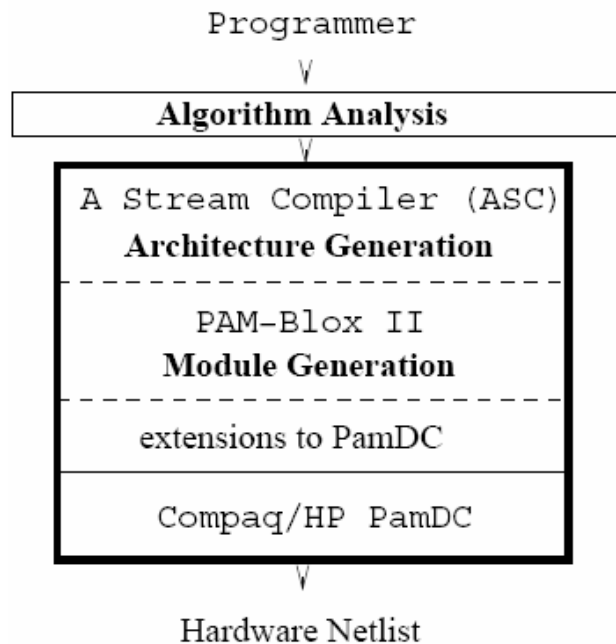 Programmer
Algorithm Analysis
A Stream Compiler (ASC)
Architecture Generation
PAM-Blox II
Module Generation
extensions to PamDC
Compaq/HP PamDC
Hardware Netlist